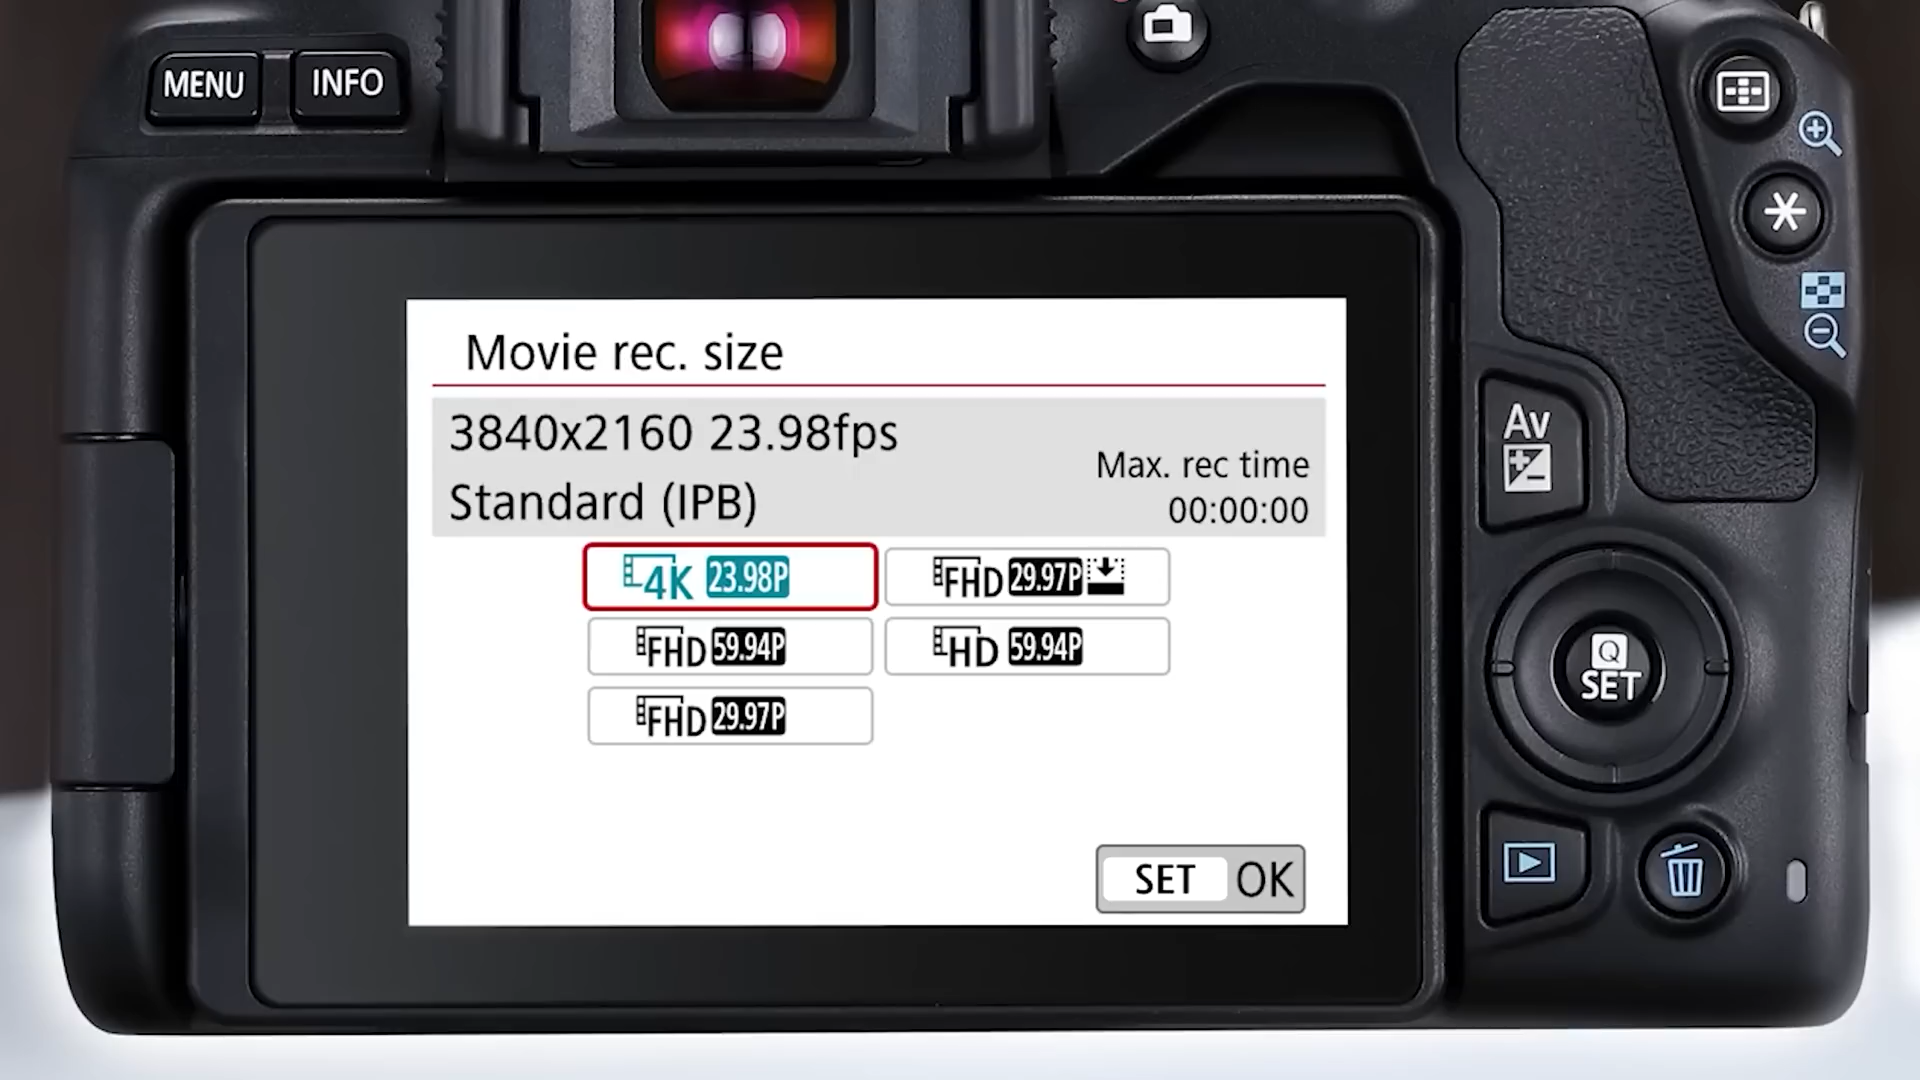 MENU INFO
Movie rec. size
3840x2160 23.98fps
Standard (IPB)
Max. rec time
00:00:00
4K 23.98P
FHD 29.97P
FHD 59.94P
HD 59.94P
FHD 29.97P
SET OK
Av
Q
SET